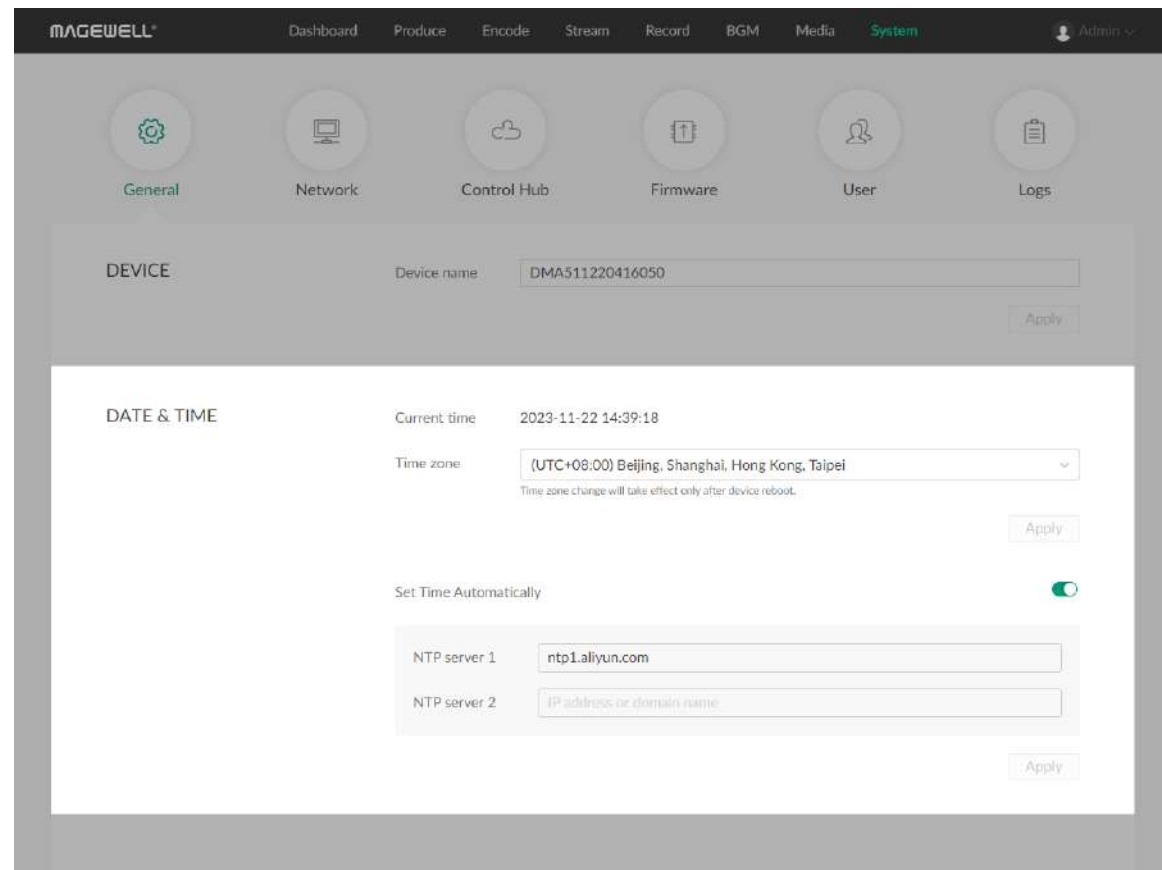 MAGEWELL®
Dashboard Produce Encode Stream Record BGM Media System Admin
General Network Control Hub Firmware User Logs
DEVICE
Device name DMA511220416050
Apply
DATE & TIME
Current time 2023-11-22 14:39:18
Time zone (UTC+08:00) Beijing, Shanghai, Hong Kong, Taipei
Time zone change will take effect only after device reboot.
Apply
Set Time Automatically
NTP server 1 ntp1.aliyun.com
NTP server 2 IP address or domain name
Apply